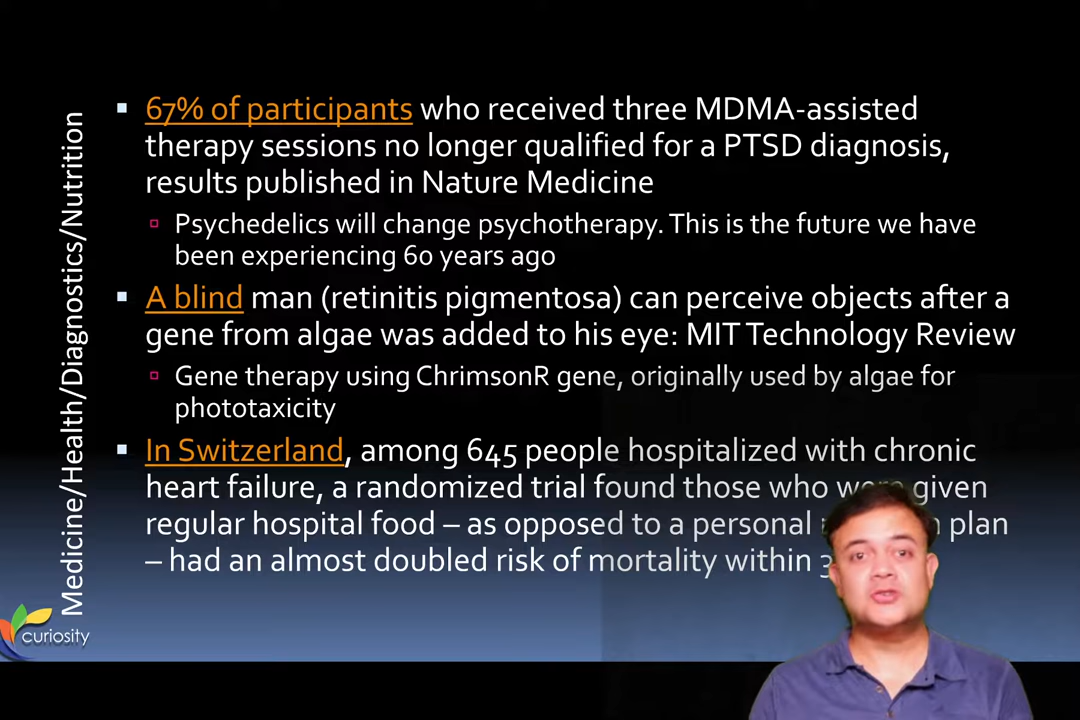 Medicine/Health/Diagnostics/Nutrition
67% of participants who received three MDMA-assisted
therapy sessions no longer qualified for a PTSD diagnosis,
results published in Nature Medicine
Psychedelics will change psychotherapy. This is the future we have
been experiencing 60 years ago
A blind man (retinitis pigmentosa) can perceive objects after a
gene from algae was added to his eye: MIT Technology Review
Gene therapy using ChrimsonR gene, originally used by algae for
phototaxicity
In Switzerland, among 645 people hospitalized with chronic
heart failure, a randomized trial found those who were given
regular hospital food – as opposed to a personal plan
– had an almost doubled risk of mortality within
curiosity